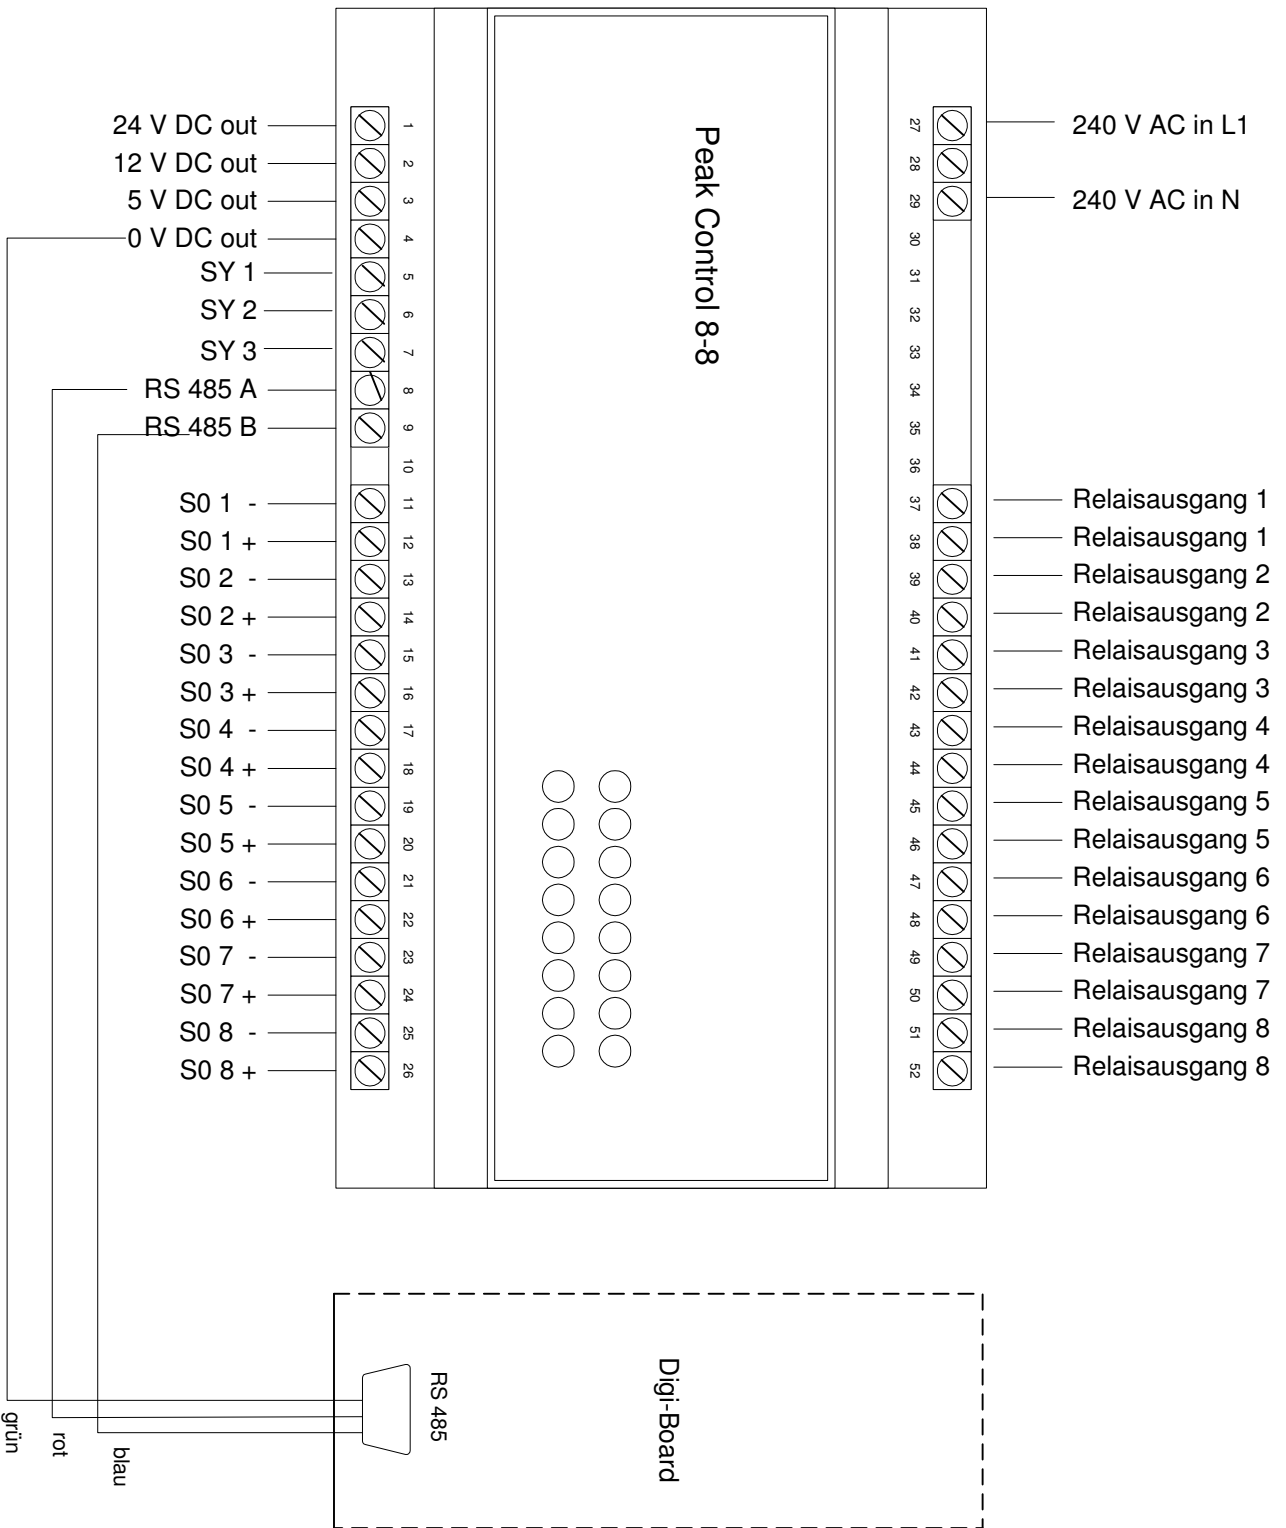 24 V DC out
12 V DC out
5 V DC out
0 V DC out
SY 1
SY 2
SY 3
RS 485 A
RS 485 B
S0 1 -
S0 1 +
S0 2 -
S0 2 +
S0 3 -
S0 3 +
S0 4 -
S0 4 +
S0 5 -
S0 5 +
S0 6 -
S0 6 +
S0 7 -
S0 7 +
S0 8 -
S0 8 +
1
2
3
4
5
6
7
8
9
10
11
12
13
14
15
16
17
18
19
20
21
22
23
24
25
26
Peak Control 8-8
27
28
29
30
31
32
33
34
35
36
37
38
39
40
41
42
43
44
45
46
47
48
49
50
51
52
240 V AC in L1
240 V AC in N
Relaisausgang 1
Relaisausgang 1
Relaisausgang 2
Relaisausgang 2
Relaisausgang 3
Relaisausgang 3
Relaisausgang 4
Relaisausgang 4
Relaisausgang 5
Relaisausgang 5
Relaisausgang 6
Relaisausgang 6
Relaisausgang 7
Relaisausgang 7
Relaisausgang 8
Relaisausgang 8
grün
rot
blau
RS 485
Digi-Board